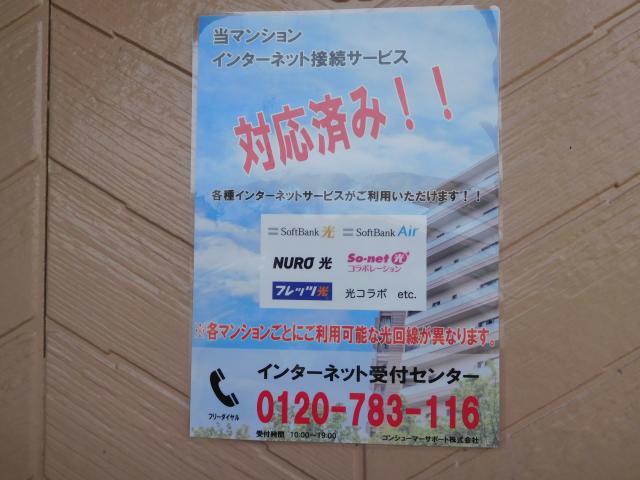 当マンション
インターネット接続サービス
対応済み！！
各種インターネットサービスがご利用いただけます！！
SoftBank 光 SoftBank Air
NURO 光 So-net 光
コラボレーション
フレッツ光 光コラボ etc.
※各マンションごとにご利用可能な光回線が異なります。
インターネット受付センター
フリーダイヤル 0120-783-116
受付時間 10:00～19:00 コンシューマーサポート株式会社